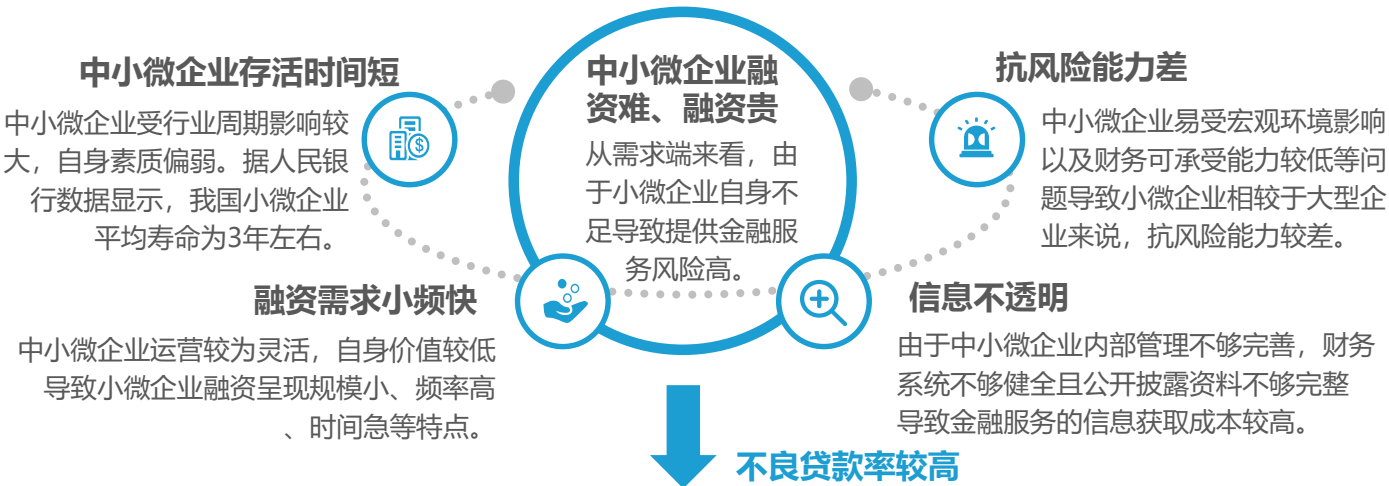 中小微企业存活时间短
中小微企业受行业周期影响较
大，自身素质偏弱。据人民银
行数据显示，我国小微企业
平均寿命为3年左右。
融资需求小频快
中小微企业运营较为灵活，自身价值较低
导致小微企业融资呈现规模小、频率高
、时间急等特点。
中小微企业融
资难、融资贵
从需求端来看，由
于小微企业自身不
足导致提供金融服
务风险高。
抗风险能力差
中小微企业易受宏观环境影响
以及财务可承受能力较低等问
题导致小微企业相较于大型企
业来说，抗风险能力较差。
信息不透明
由于中小微企业内部管理不够完善，财务
系统不够健全且公开披露资料不够完整
导致金融服务的信息获取成本较高。
不良贷款率较高